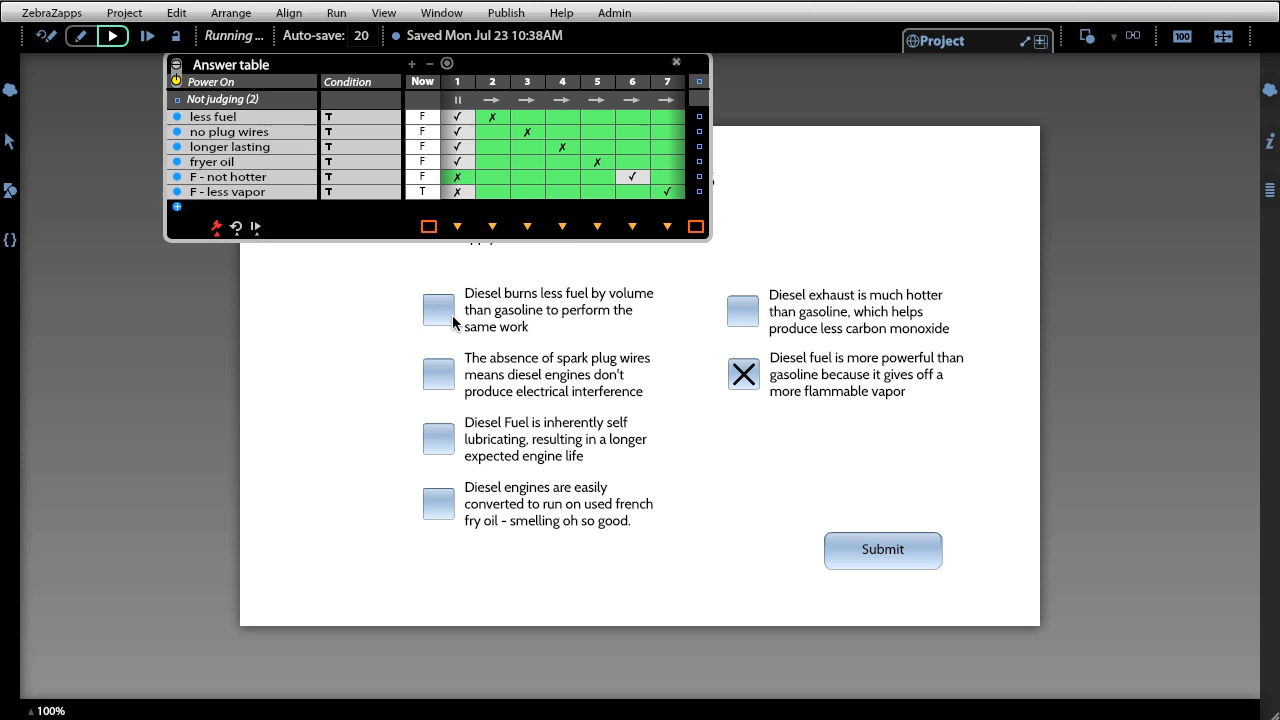 ZebraZapps Project Edit Arrange Align Run View Window Publish Help Admin
Running ... Auto-save: 20 Saved Mon Jul 23 10:38AM
Project
100
Answer table
Power On Condition Now 1 2 3 4 5 6 7
Not judging (2)
less fuel T F ✓ ✗
no plug wires T F ✓ ✗
longer lasting T F ✓ ✗
fryer oil T F ✓ ✗
F - not hotter T F ✗ ✓
F - less vapor T T ✗ ✓
Diesel burns less fuel by volume
than gasoline to perform the
same work
The absence of spark plug wires
means diesel engines don't
produce electrical interference
Diesel Fuel is inherently self
lubricating, resulting in a longer
expected engine life
Diesel engines are easily
converted to run on used french
fry oil - smelling oh so good.
Diesel exhaust is much hotter
than gasoline, which helps
produce less carbon monoxide
Diesel fuel is more powerful than
gasoline because it gives off a
more flammable vapor
Submit
100%